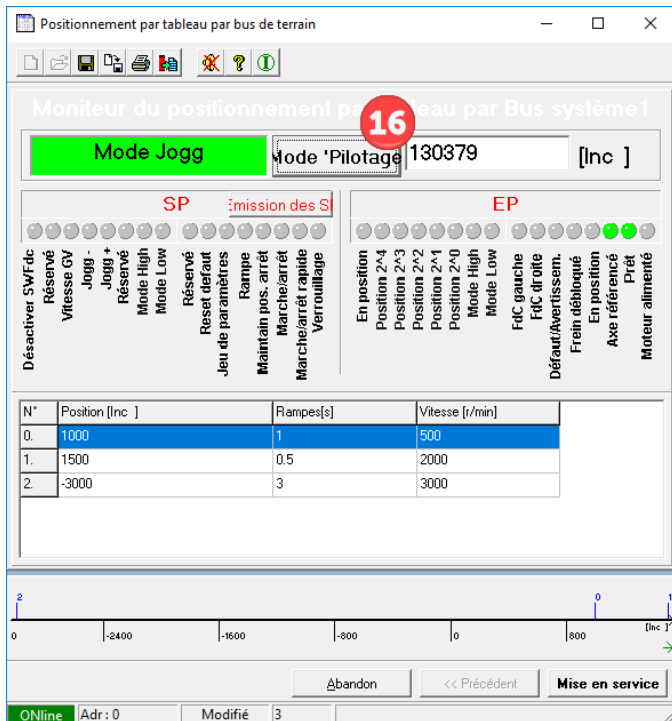 Positionnement par tableau par bus de terrain
Moniteur du positionnement par tableau par Bus système1
16
Mode Jogg
Mode 'Pilotage
130379
[Inc ]
SP
Emission des SP
EP
Désactiver SWFdc
Réservé
Vitesse GV
Jogg -
Jogg +
Réservé
Mode High
Mode Low
Réservé
Reset defaut
Jeu de paramètres
Rampe
Maintain pos. arrêt
Marche/arrêt
Marche/arrêt rapide
Verrouillage
En position
Position 2^4
Position 2^3
Position 2^2
Position 2^1
Position 2^0
Mode High
Mode Low
FdC gauche
FdC droite
Défaut/Avertissem.
Frein débloqué
En position
Axe référencé
Prêt
Moteur alimenté
N° Position [Inc ] Rampes[s] Vitesse [r/min]
0. 1000 1 500
1. 1500 0.5 2000
2. -3000 3 3000
2 0 1
0 -2400 -1600 -800 0 800 [Inc ]
Abandon << Précédent Mise en service
ONline Adr : 0 Modifié 3